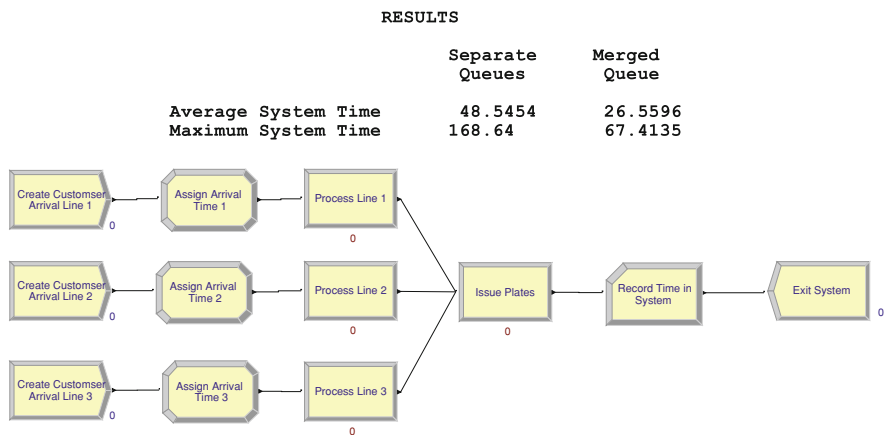 RESULTS
Separate Merged
Queues Queue
Average System Time 48.5454 26.5596
Maximum System Time 168.64 67.4135
Create Customser
Arrival Line 1
0
Assign Arrival
Time 1
Process Line 1
0
Create Customser
Arrival Line 2
0
Assign Arrival
Time 2
Process Line 2
0
Issue Plates
0
Record Time in
System
Exit System
0
Create Customser
Arrival Line 3
0
Assign Arrival
Time 3
Process Line 3
0